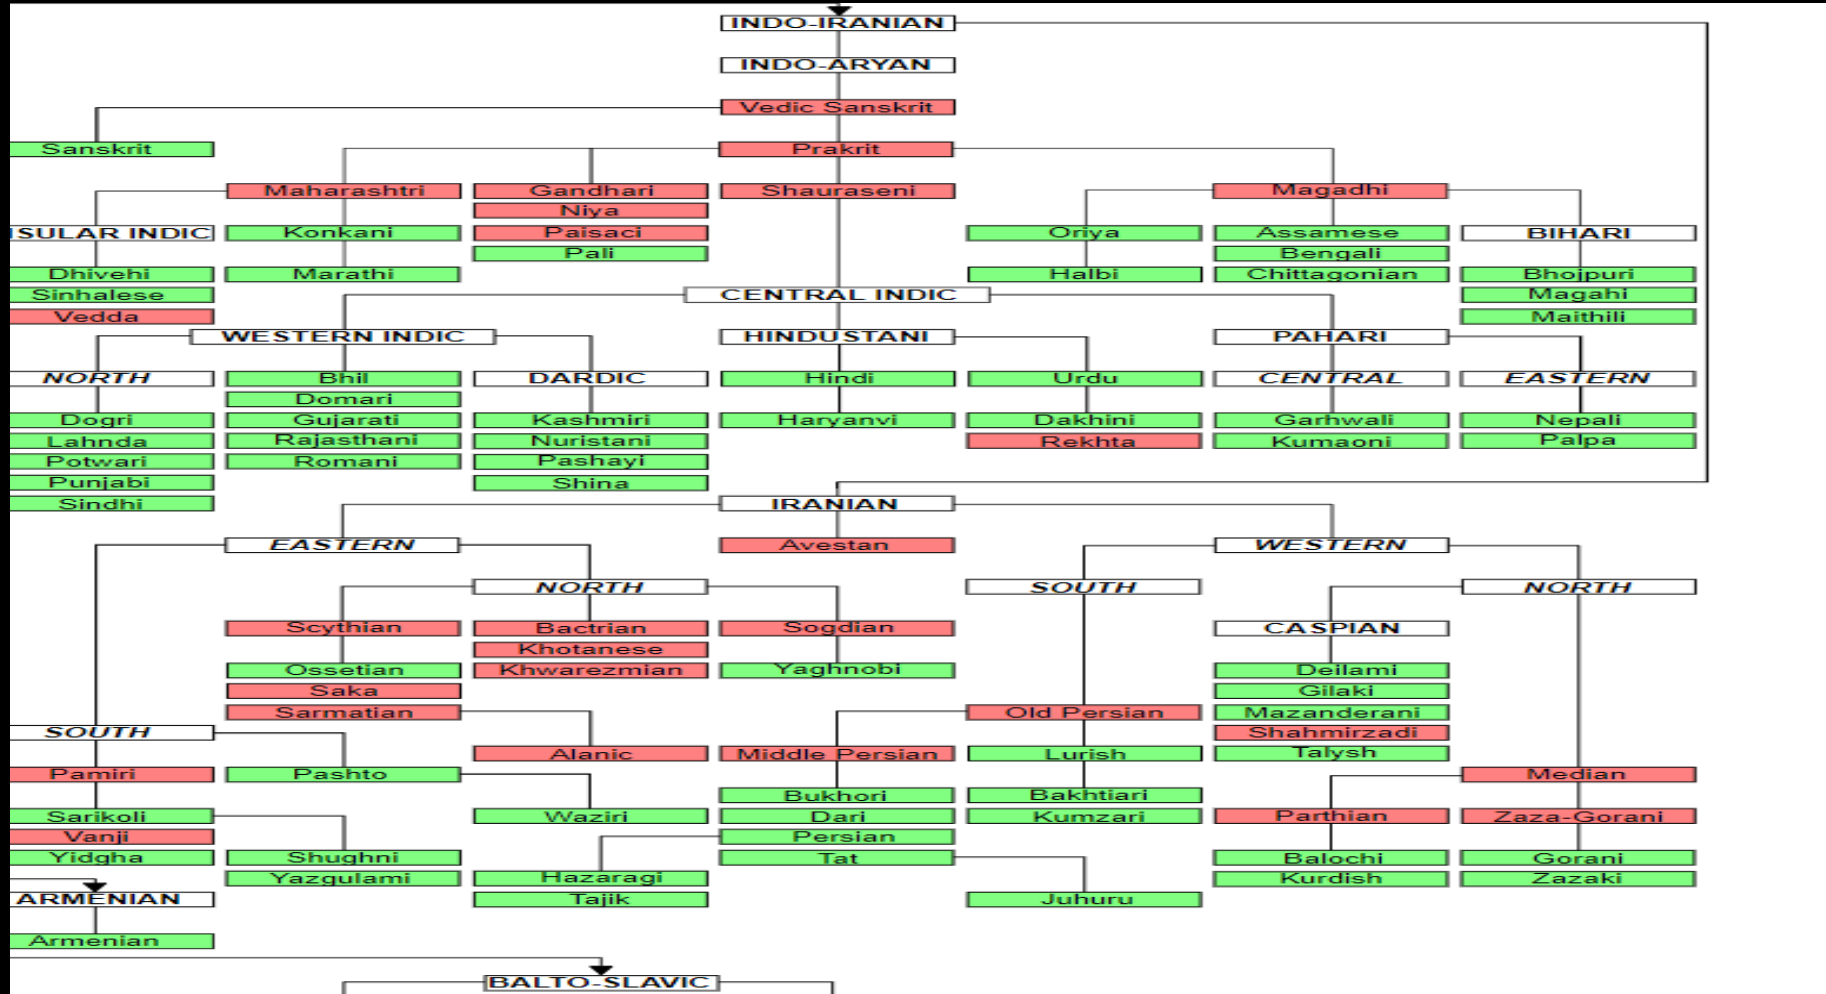 INDO-IRANIAN
INDO-ARYAN
Vedic Sanskrit
Sanskrit
Prakrit
Maharashtri
Gandhari
Shauraseni
Magadhi
Niya
SULAR INDIC
Konkani
Paisaci
Oriya
Assamese
BIHARI
Pali
Bengali
Dhivehi
Marathi
Halbi
Chittagonian
Bhojpuri
Sinhalese
CENTRAL INDIC
Magahi
Vedda
Maithili
WESTERN INDIC
HINDUSTANI
PAHARI
NORTH
Bhil
DARDIC
Hindi
Urdu
CENTRAL
EASTERN
Domari
Dogri
Gujarati
Kashmiri
Haryanvi
Dakhini
Garhwali
Nepali
Lahnda
Rajasthani
Nuristani
Rekhta
Kumaoni
Palpa
Potwari
Romani
Pashayi
Punjabi
Shina
Sindhi
IRANIAN
EASTERN
Avestan
WESTERN
NORTH
SOUTH
NORTH
Scythian
Bactrian
Sogdian
CASPIAN
Khotanese
Ossetian
Khwarezmian
Yaghnobi
Deilami
Saka
Gilaki
Sarmatian
Old Persian
Mazanderani
SOUTH
Shahmirzadi
Alanic
Middle Persian
Lurish
Talysh
Pamiri
Pashto
Median
Bukhori
Bakhtiari
Sarikoli
Waziri
Dari
Kumzari
Parthian
Zaza-Gorani
Vanji
Persian
Yidgha
Shughni
Tat
Balochi
Gorani
Yazgulami
Hazaragi
Kurdish
Zazaki
ARMENIAN
Tajik
Juhuru
Armenian
BALTO-SLAVIC